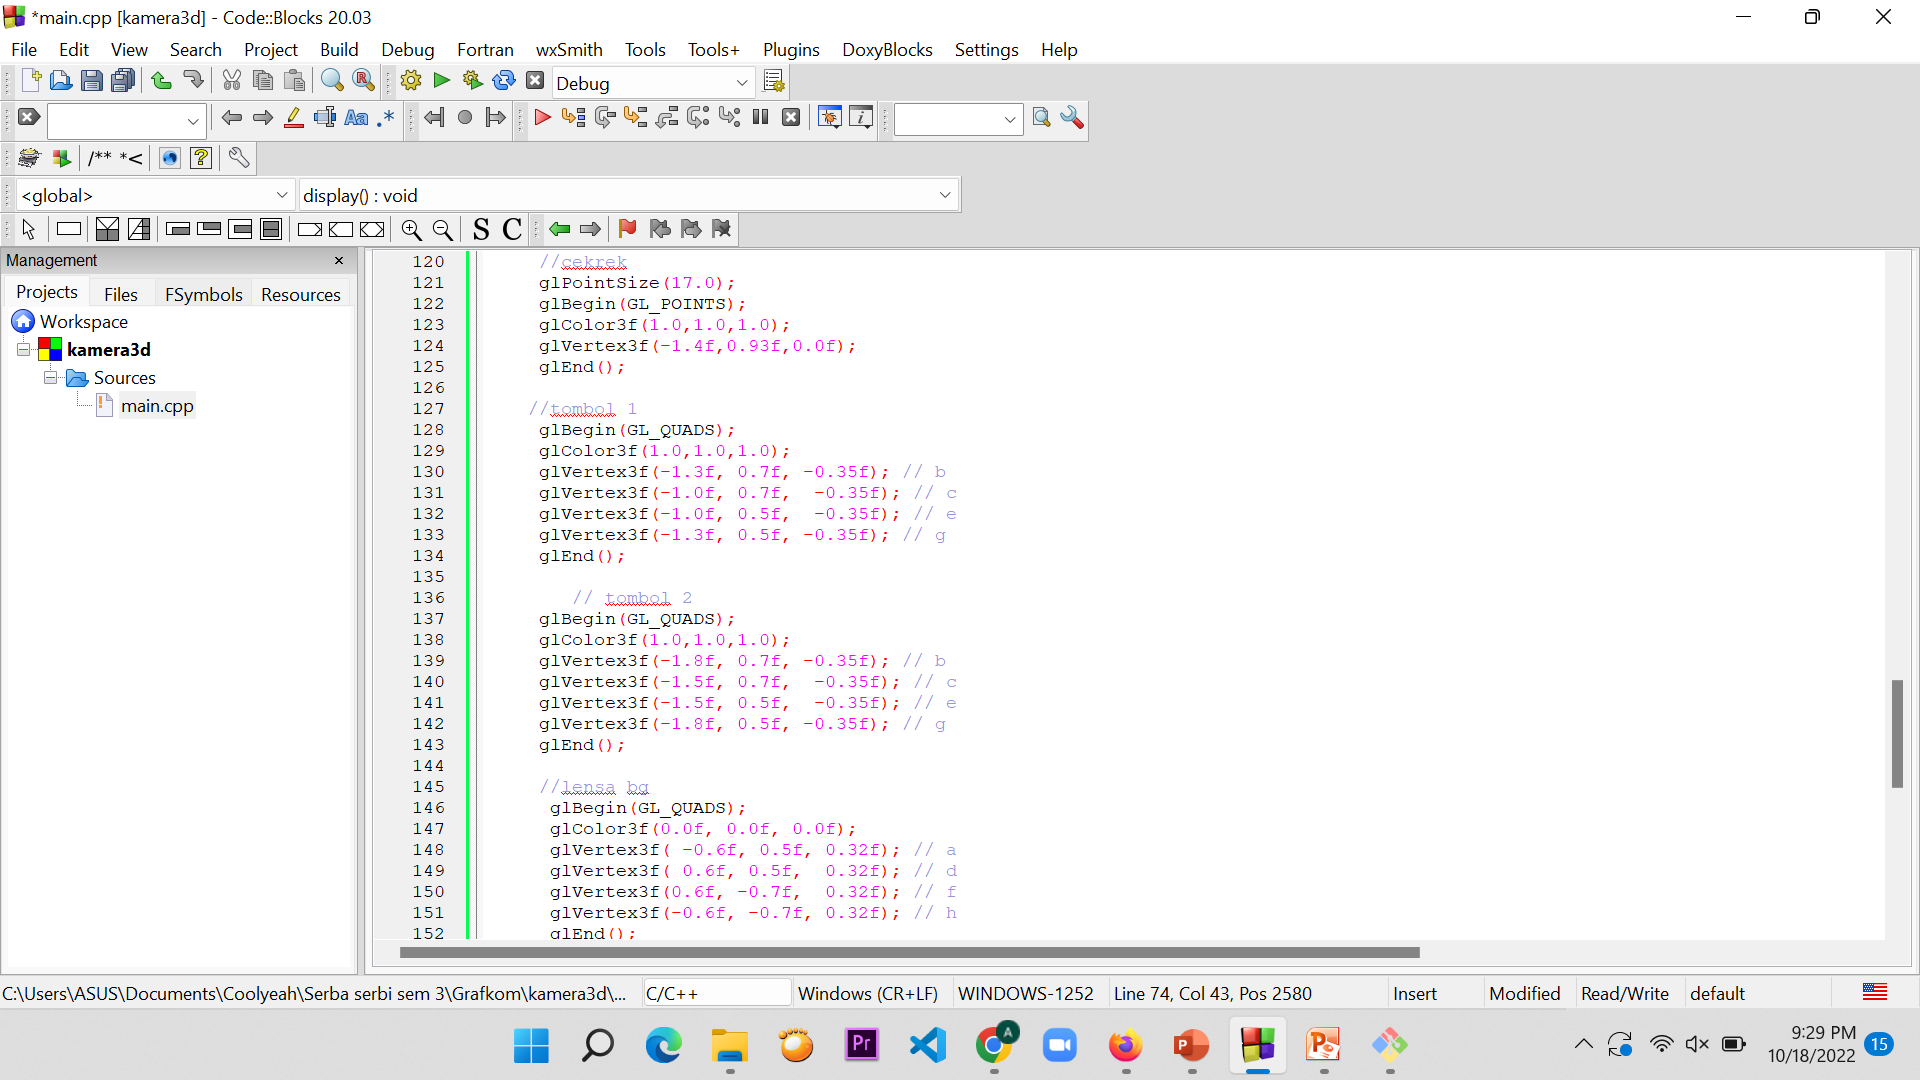 *main.cpp [kamera3d] - Code::Blocks 20.03
File Edit View Search Project Build Debug Fortran wxSmith Tools Tools+ Plugins DoxyBlocks Settings Help
Debug
/** *<
<global>
display() : void
S C
Management
Projects Files FSymbols Resources
Workspace
kamera3d
Sources
main.cpp
120 //cekrek
121 glPointSize(17.0);
122 glBegin(GL_POINTS);
123 glColor3f(1.0,1.0,1.0);
124 glVertex3f(-1.4f,0.93f,0.0f);
125 glEnd();
126
127 //tombol 1
128 glBegin(GL_QUADS);
129 glColor3f(1.0,1.0,1.0);
130 glVertex3f(-1.3f, 0.7f, -0.35f); // b
131 glVertex3f(-1.0f, 0.7f,  -0.35f); // c
132 glVertex3f(-1.0f, 0.5f,  -0.35f); // e
133 glVertex3f(-1.3f, 0.5f, -0.35f); // g
134 glEnd();
135
136 // tombol 2
137 glBegin(GL_QUADS);
138 glColor3f(1.0,1.0,1.0);
139 glVertex3f(-1.8f, 0.7f, -0.35f); // b
140 glVertex3f(-1.5f, 0.7f,  -0.35f); // c
141 glVertex3f(-1.5f, 0.5f,  -0.35f); // e
142 glVertex3f(-1.8f, 0.5f, -0.35f); // g
143 glEnd();
144
145 //lensa bg
146 glBegin(GL_QUADS);
147 glColor3f(0.0f, 0.0f, 0.0f);
148 glVertex3f( -0.6f, 0.5f, 0.32f); // a
149 glVertex3f( 0.6f, 0.5f,  0.32f); // d
150 glVertex3f(0.6f, -0.7f,  0.32f); // f
151 glVertex3f(-0.6f, -0.7f, 0.32f); // h
152 glEnd();
C:\Users\ASUS\Documents\Coolyeah\Serba serbi sem 3\Grafkom\kamera3d\... C/C++ Windows (CR+LF) WINDOWS-1252 Line 74, Col 43, Pos 2580 Insert Modified Read/Write default
9:29 PM
10/18/2022
15